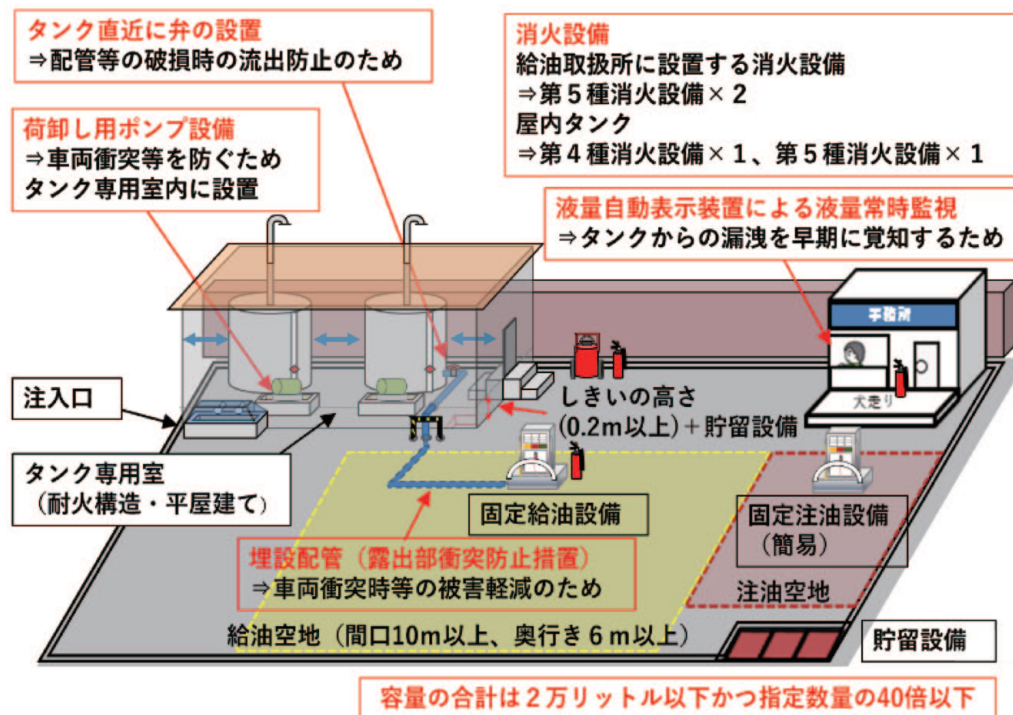 タンク直近に弁の設置
⇒配管等の破損時の流出防止のため
荷卸し用ポンプ設備
⇒車両衝突等を防ぐため
タンク専用室内に設置
消火設備
給油取扱所に設置する消火設備
⇒第5種消火設備×2
屋内タンク
⇒第4種消火設備×1、第5種消火設備×1
液量自動表示装置による液量常時監視
⇒タンクからの漏洩を早期に覚知するため
事務所
犬走り
注入口
タンク専用室
（耐火構造・平屋建て）
しきいの高さ
(0.2m以上)＋貯留設備
固定給油設備
固定注油設備
（簡易）
埋設配管（露出部衝突防止措置）
⇒車両衝突時等の被害軽減のため
注油空地
給油空地（間口10m以上、奥行き6m以上）
貯留設備
容量の合計は2万リットル以下かつ指定数量の40倍以下